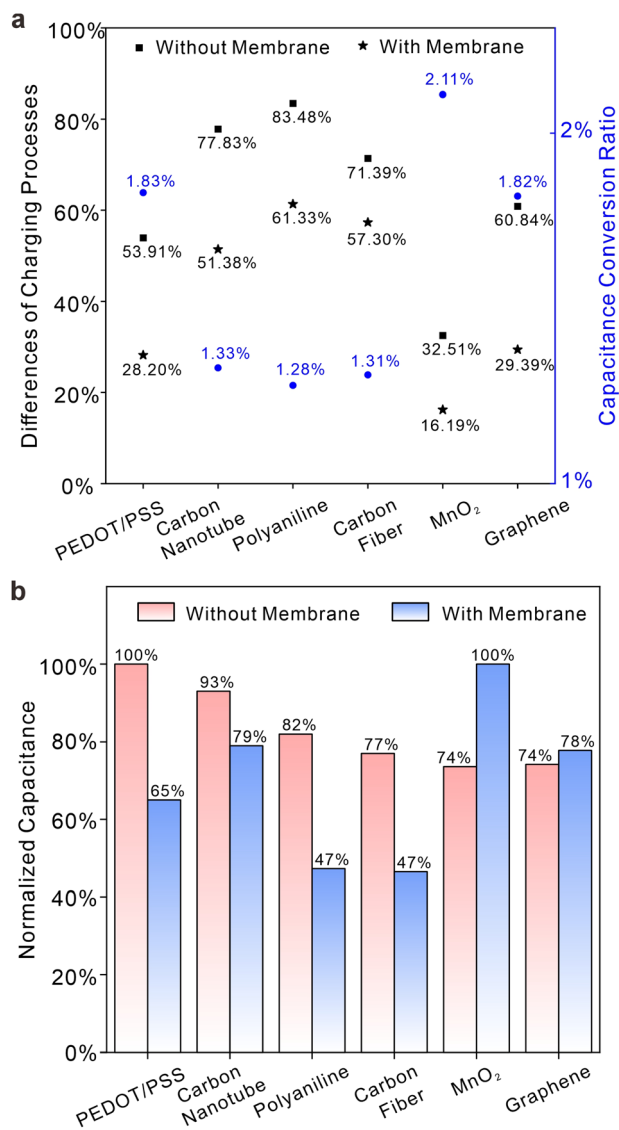 a
100%
80%
60%
40%
20%
0%
Differences of Charging Processes
Without Membrane
With Membrane
1.83%
53.91%
28.20%
77.83%
51.38%
1.33%
83.48%
61.33%
1.28%
71.39%
57.30%
1.31%
2.11%
32.51%
16.19%
1.82%
60.84%
29.39%
2%
1%
Capacitance Conversion Ratio
PEDOT/PSS
Carbon
Nanotube
Polyaniline
Carbon
Fiber
MnO₂
Graphene
b
Without Membrane
With Membrane
100%
80%
60%
40%
20%
0%
Normalized Capacitance
100%
65%
93%
79%
82%
47%
77%
47%
74%
100%
74%
78%
PEDOT/PSS
Carbon
Nanotube
Polyaniline
Carbon
Fiber
MnO₂
Graphene